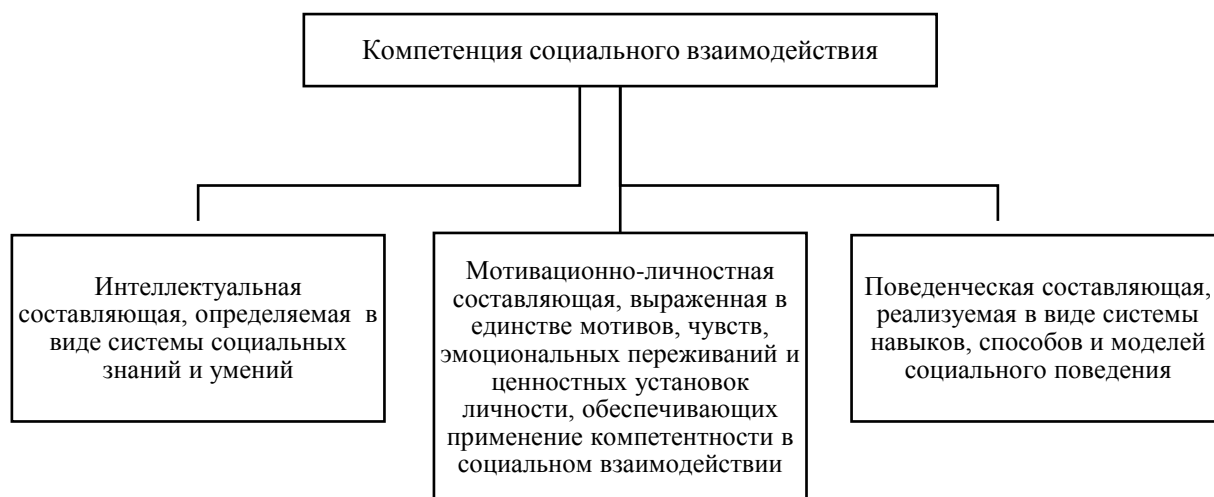 Компетенция социального взаимодействия
Интеллектуальная
составляющая, определяемая в
виде системы социальных
знаний и умений
Мотивационно-личностная
составляющая, выраженная в
единстве мотивов, чувств,
эмоциональных переживаний и
ценностных установок
личности, обеспечивающих
применение компетентности в
социальном взаимодействии
Поведенческая составляющая,
реализуемая в виде системы
навыков, способов и моделей
социального поведения